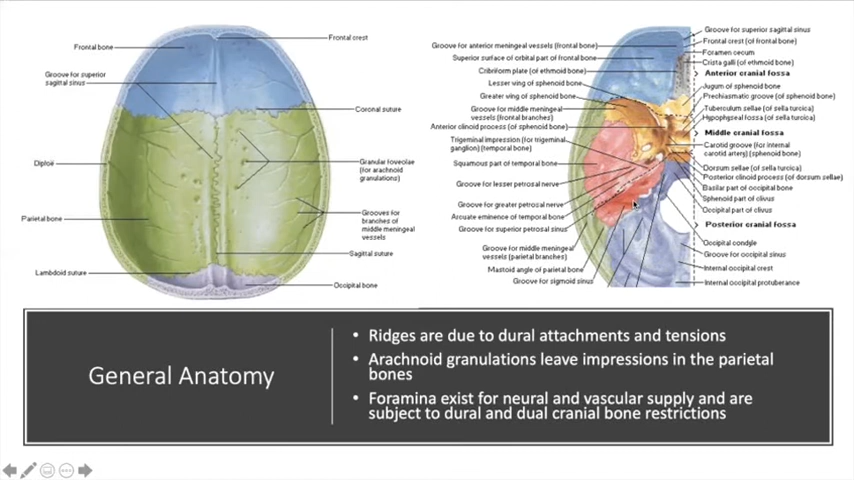 Frontal bone
Groove for superior
sagittal sinus
Diploë
Parietal bone
Lambdoid suture
Frontal crest
Coronal suture
Granular foveolae
(for arachnoid
granulations)
Grooves for
branches of
middle meningeal
vessels
Sagittal suture
Occipital bone
Groove for anterior meningeal vessels (frontal bone)
Superior surface of orbital part of frontal bone
Cribriform plate (of ethmoid bone)
Lesser wing of sphenoid bone
Greater wing of sphenoid bone
Groove for middle meningeal
vessels (frontal branches)
Anterior clinoid process (of sphenoid bone)
Trigeminal impression (for trigeminal
ganglion) (temporal bone)
Squamous part of temporal bone
Groove for lesser petrosal nerve
Groove for greater petrosal nerve
Arcuate eminence of temporal bone
Groove for superior petrosal sinus
Groove for middle meningeal
vessels (parietal branches)
Mastoid angle of parietal bone
Groove for sigmoid sinus
Groove for superior sagittal sinus
Frontal crest (of frontal bone)
Foramen cecum
Crista galli (of ethmoid bone)
Anterior cranial fossa
Jugum of sphenoid bone
Prechiasmatic groove (of sphenoid bone)
Tuberculum sellae (of sella turcica)
Hypophyseal fossa (of sella turcica)
Middle cranial fossa
Carotid groove (for internal
carotid artery) (sphenoid bone)
Dorsum sellae (of sella turcica)
Posterior clinoid process (of dorsum sellae)
Basilar part of occipital bone
Sphenoid part of clivus
Occipital part of clivus
Posterior cranial fossa
Occipital condyle
Groove for occipital sinus
Internal occipital crest
Internal occipital protuberance
General Anatomy
• Ridges are due to dural attachments and tensions
• Arachnoid granulations leave impressions in the parietal
bones
• Foramina exist for neural and vascular supply and are
subject to dural and dual cranial bone restrictions